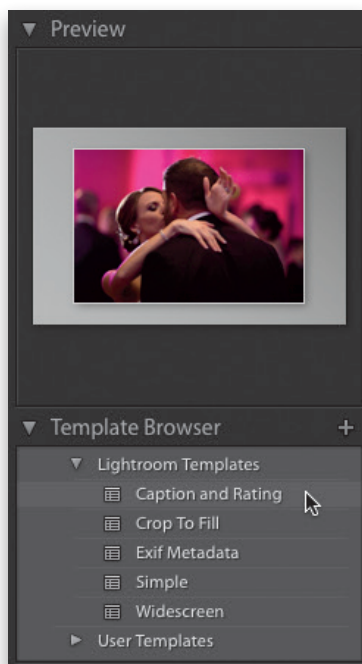 Preview
Template Browser +
Lightroom Templates
Caption and Rating
Crop To Fill
Exif Metadata
Simple
Widescreen
User Templates